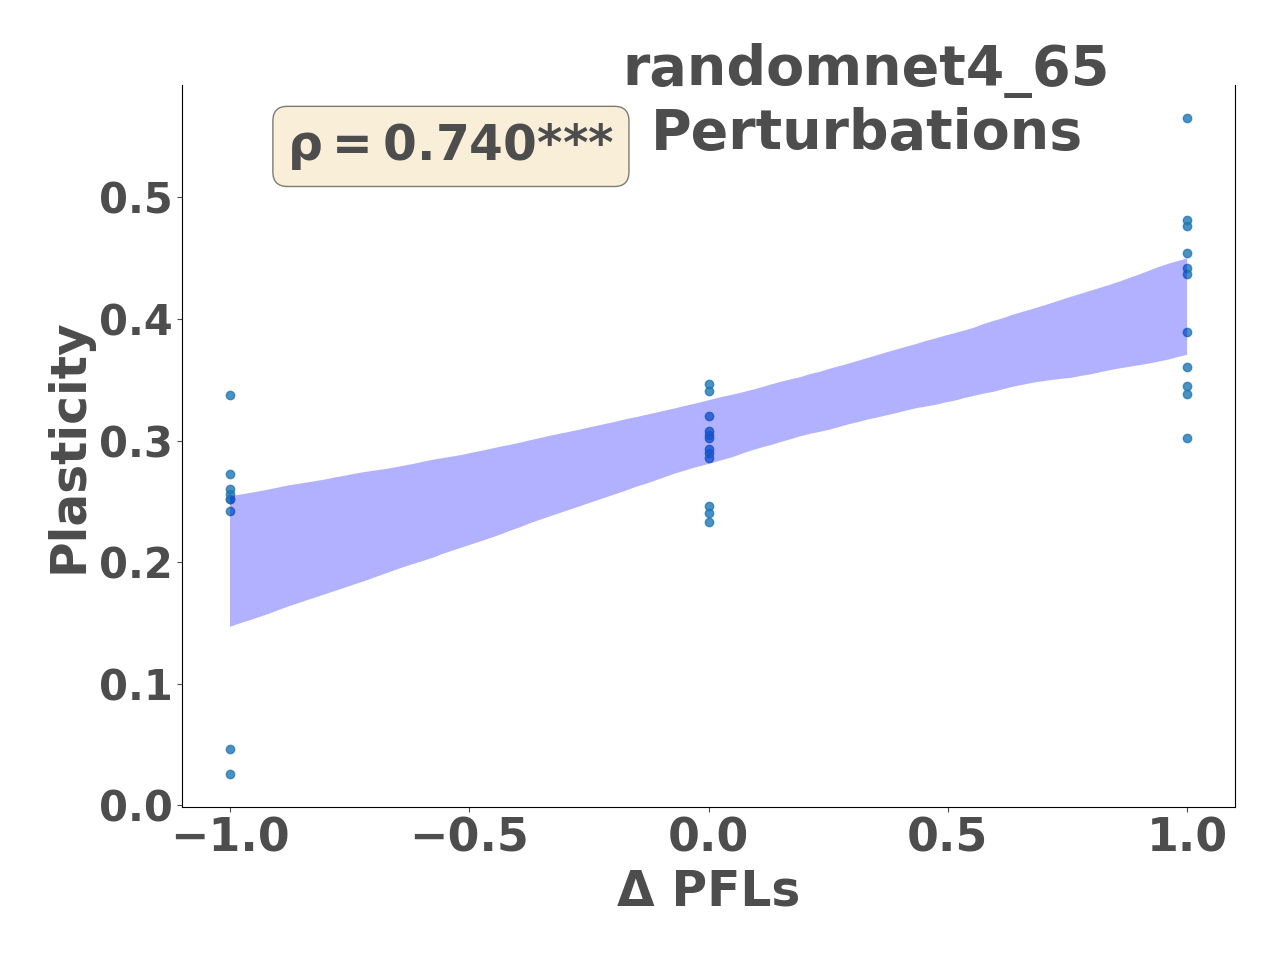 randomnet4_65
Perturbations
ρ = 0.740***
Plasticity
0.5
0.4
0.3
0.2
0.1
0.0
−1.0 −0.5 0.0 0.5 1.0
Δ PFLs